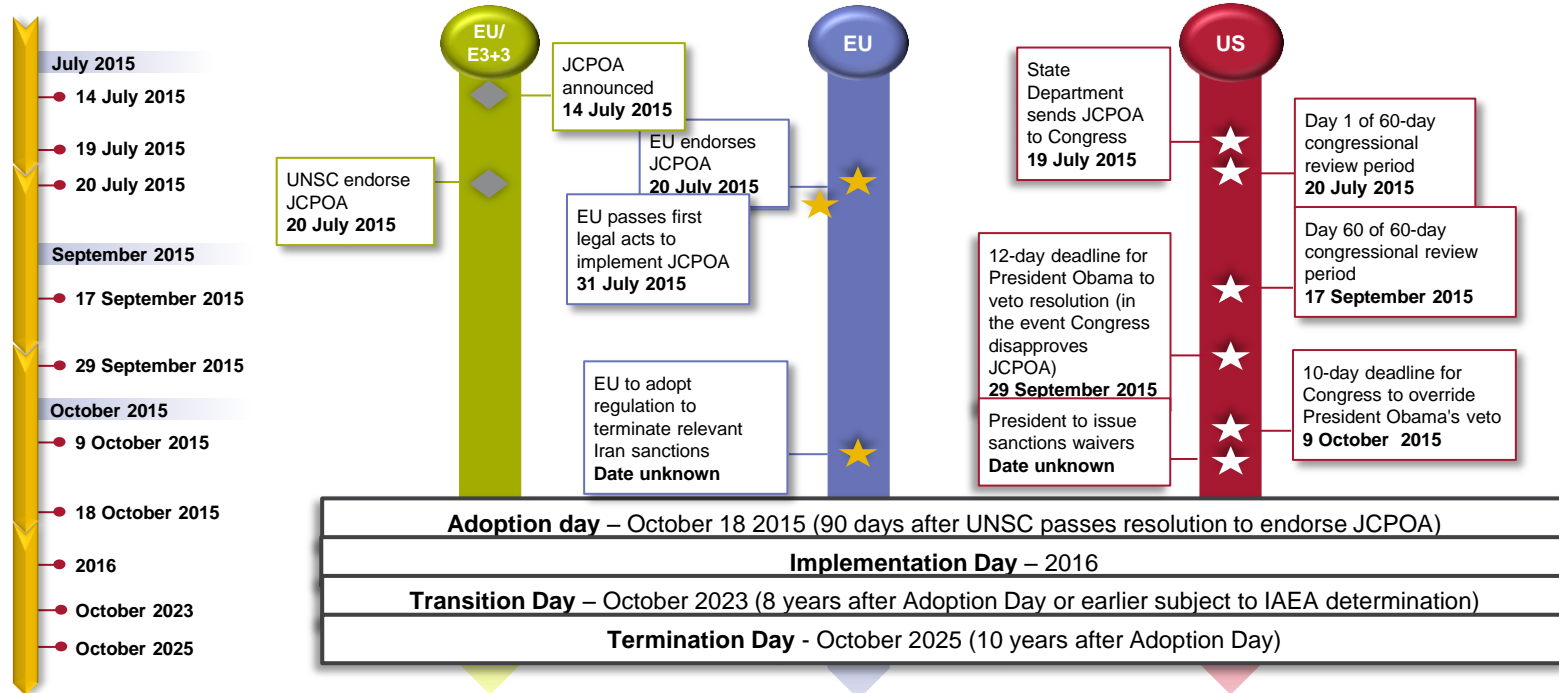 July 2015
14 July 2015
19 July 2015
20 July 2015
September 2015
17 September 2015
29 September 2015
October 2015
9 October 2015
18 October 2015
2016
October 2023
October 2025
EU/
E3+3
JCPOA
announced
14 July 2015
UNSC endorse
JCPOA
20 July 2015
EU
EU endorses
JCPOA
20 July 2015
EU passes first
legal acts to
implement JCPOA
31 July 2015
EU to adopt
regulation to
terminate relevant
Iran sanctions
Date unknown
US
State
Department
sends JCPOA
to Congress
19 July 2015
Day 1 of 60-day
congressional
review period
20 July 2015
Day 60 of 60-day
congressional review
period
17 September 2015
12-day deadline for
President Obama to
veto resolution (in
the event Congress
disapproves
JCPOA)
29 September 2015
10-day deadline for
Congress to override
President Obama's veto
9 October 2015
President to issue
sanctions waivers
Date unknown
Adoption day – October 18 2015 (90 days after UNSC passes resolution to endorse JCPOA)
Implementation Day – 2016
Transition Day – October 2023 (8 years after Adoption Day or earlier subject to IAEA determination)
Termination Day - October 2025 (10 years after Adoption Day)